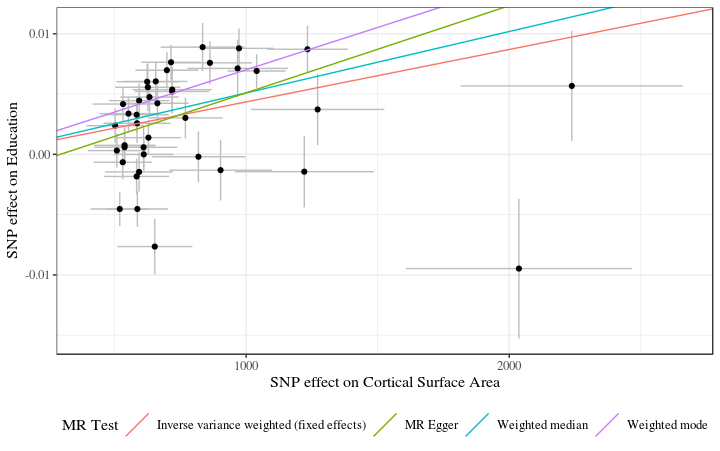 SNP effect on Education
0.01
0.00
-0.01
1000
2000
SNP effect on Cortical Surface Area
MR Test
Inverse variance weighted (fixed effects)
MR Egger
Weighted median
Weighted mode